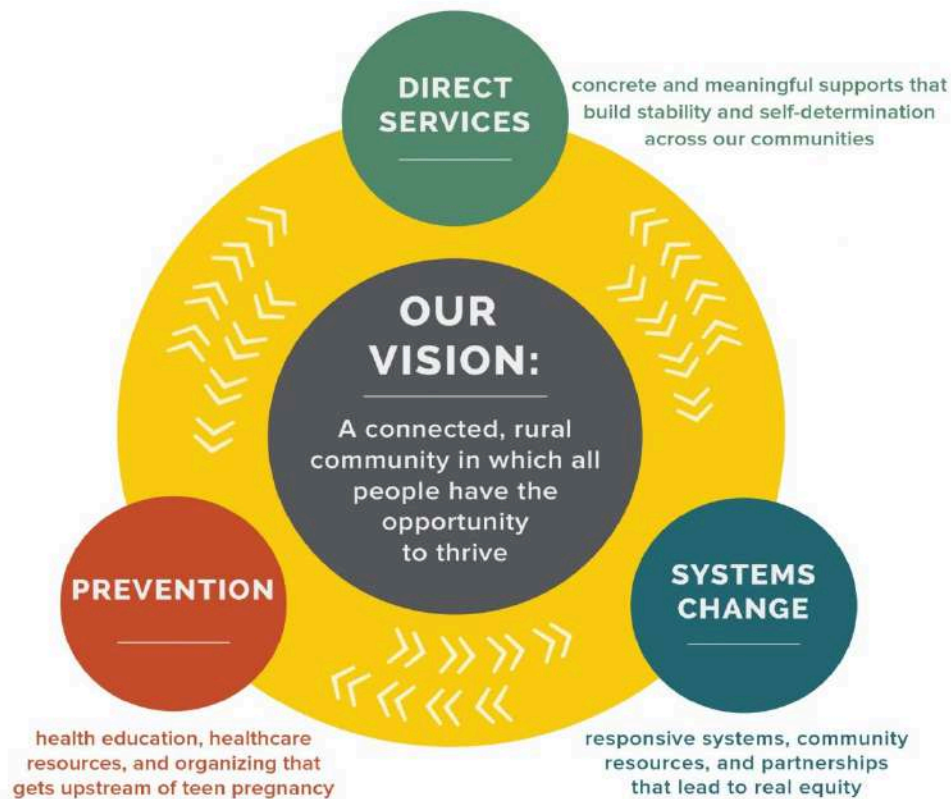 DIRECT
SERVICES
concrete and meaningful supports that
build stability and self-determination
across our communities
OUR
VISION:
A connected, rural
community in which all
people have the
opportunity
to thrive
PREVENTION
SYSTEMS
CHANGE
health education, healthcare
resources, and organizing that
gets upstream of teen pregnancy
responsive systems, community
resources, and partnerships
that lead to real equity